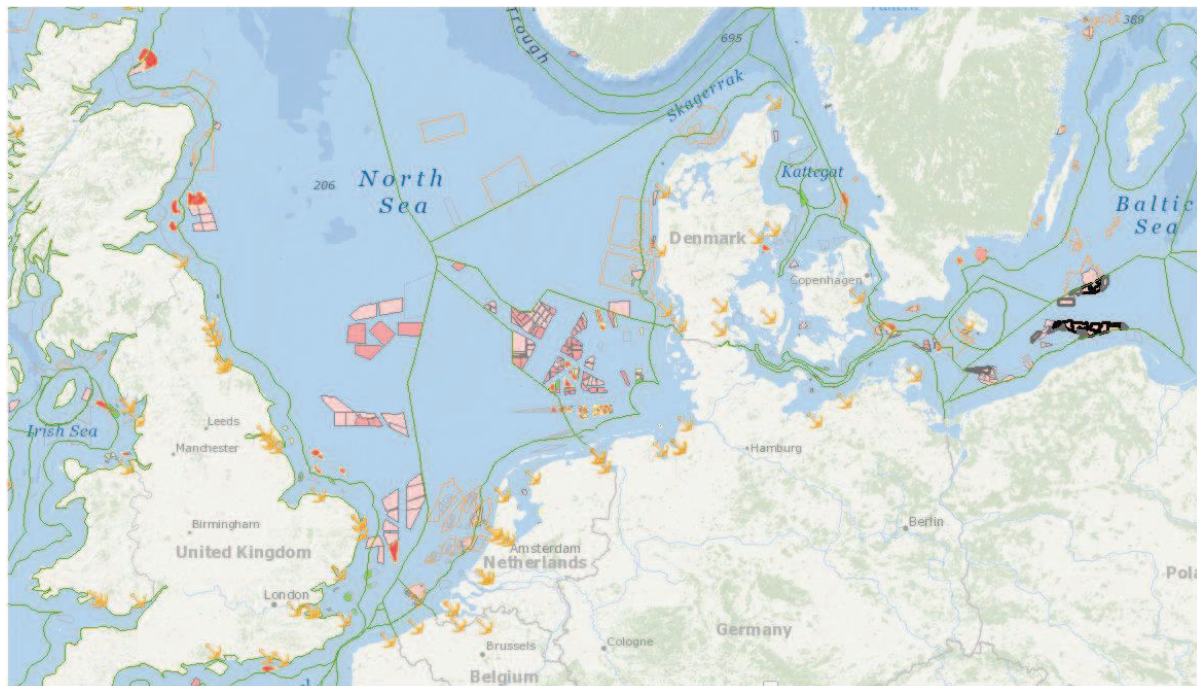 389
Trough
695
Skagerrak
206
North
Sea
Kattegat
Baltic
Sea
Denmark
Copenhagen
Irish Sea
Leeds
Manchester
Hamburg
Birmingham
United Kingdom
Berlin
Amsterdam
Netherlands
London
Pola
Cologne
Germany
Brussels
Belgium